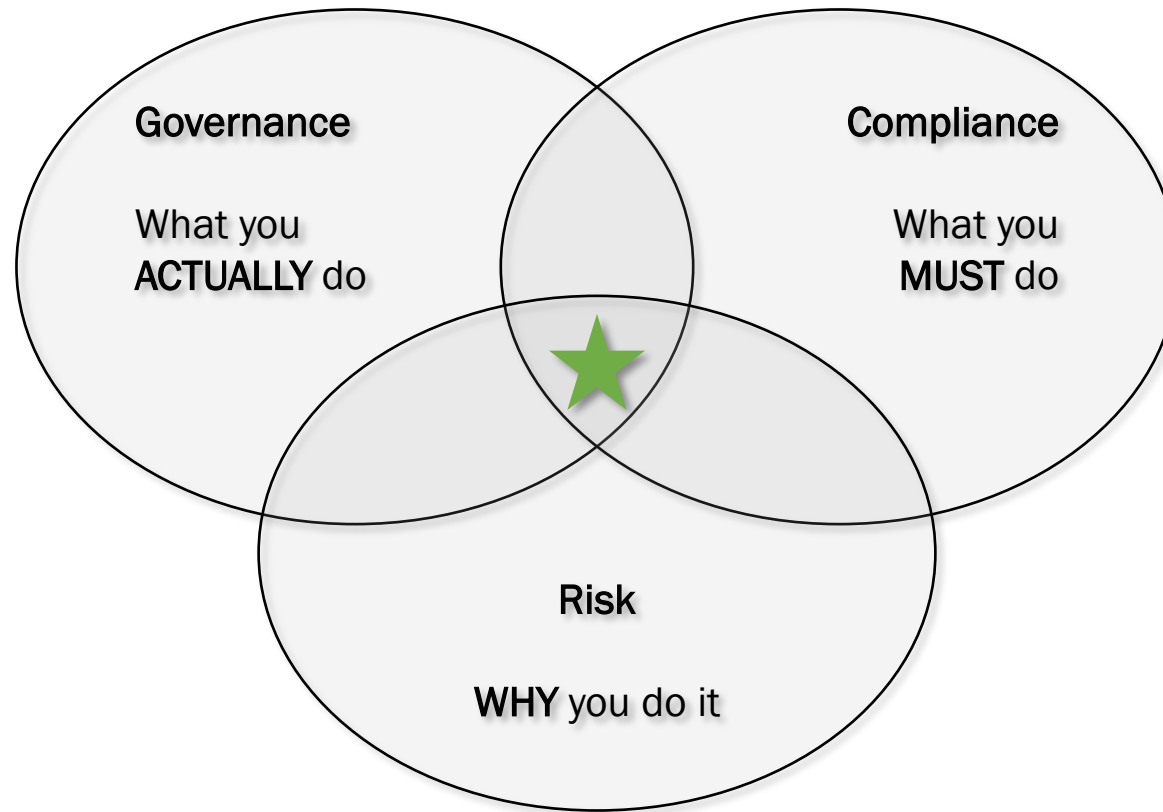 Governance
What you
ACTUALLY do
Compliance
What you
MUST do
Risk
WHY you do it